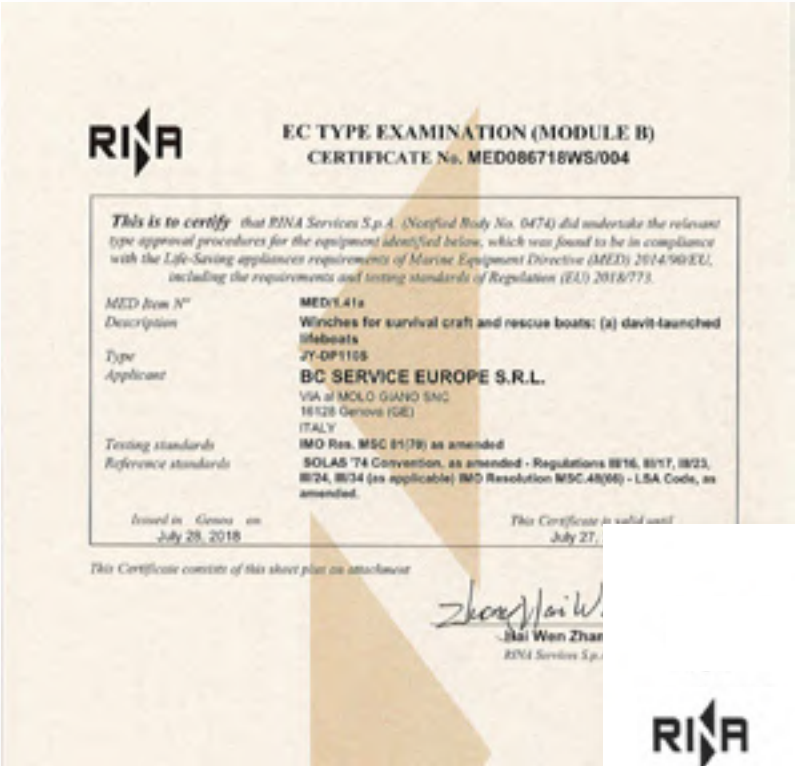 RINA
EC TYPE EXAMINATION (MODULE B)
CERTIFICATE No. MED086718WS/004
This is to certify that RINA Services S.p.A. (Notified Body No. 0474) did undertake the relevant
type approval procedures for the equipment identified below, which was found to be in compliance
with the Life-Saving appliances requirements of Marine Equipment Directive (MED) 2014/90/EU,
including the requirements and testing standards of Regulation (EU) 2018/773.
MED Item N° MED/1.41a
Description Winches for survival craft and rescue boats: (a) davit-launched
lifeboats
Type JY-DP110S
Applicant BC SERVICE EUROPE S.R.L.
VIA al MOLO GIANO SNC
16128 Genova (GE)
ITALY
Testing standards IMO Res. MSC 81(70) as amended
Reference standards SOLAS '74 Convention, as amended - Regulations III/16, III/17, III/23,
III/24, III/34 (as applicable) IMO Resolution MSC.48(66) - LSA Code, as
amended.
Issued in Genoa on This Certificate is valid until
July 28, 2018 July 27,
This Certificate consists of this sheet plus an attachment
Hai Wen Zhan
RINA Services S.p.
RINA